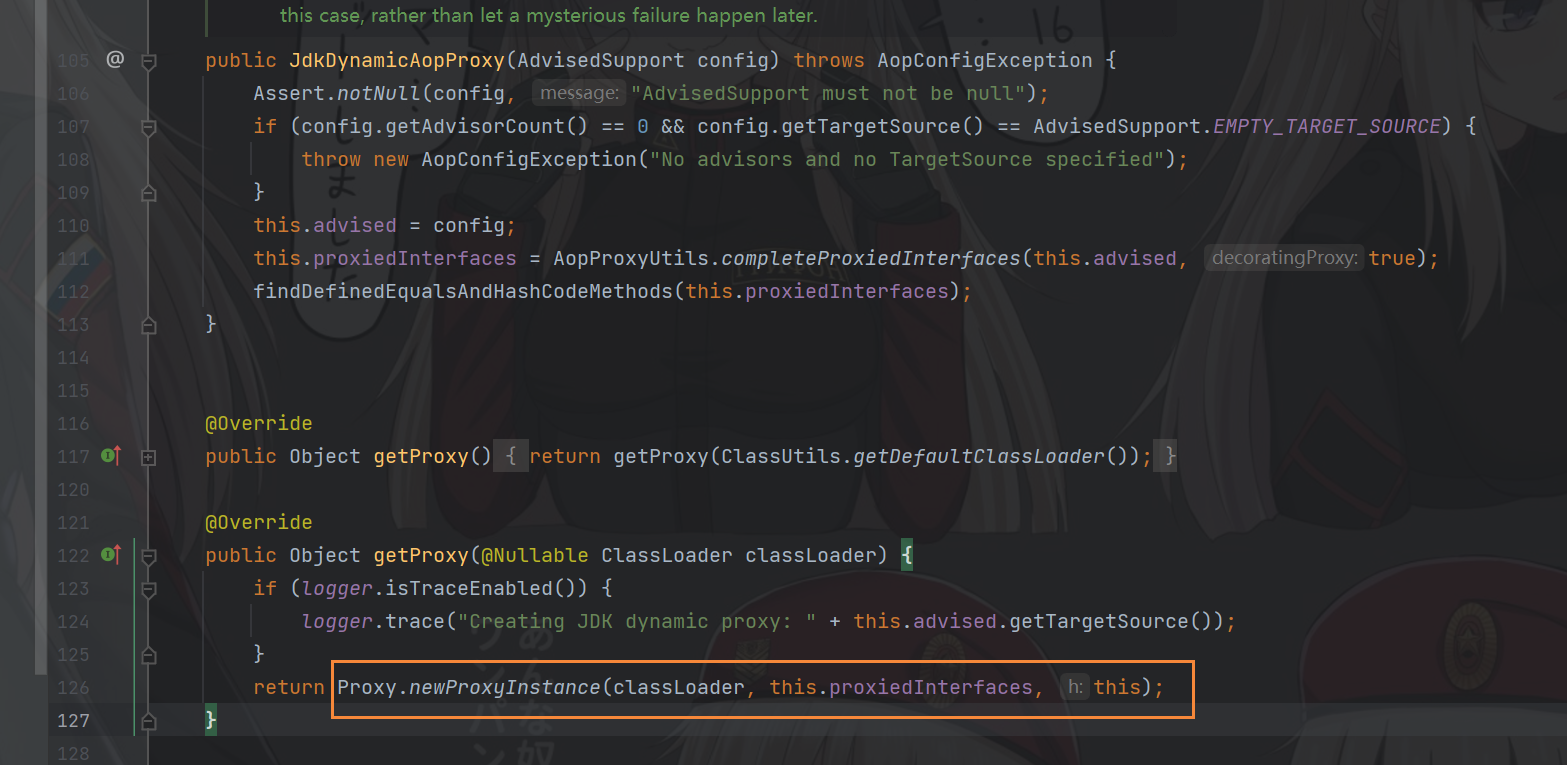 this case, rather than let a mysterious failure happen later.
105 @ public JdkDynamicAopProxy(AdvisedSupport config) throws AopConfigException {
106 Assert.notNull(config, message: "AdvisedSupport must not be null");
107 if (config.getAdvisorCount() == 0 && config.getTargetSource() == AdvisedSupport.EMPTY_TARGET_SOURCE) {
108 throw new AopConfigException("No advisors and no TargetSource specified");
109 }
110 this.advised = config;
111 this.proxiedInterfaces = AopProxyUtils.completeProxiedInterfaces(this.advised, decoratingProxy: true);
112 findDefinedEqualsAndHashCodeMethods(this.proxiedInterfaces);
113 }
114
115
116 @Override
117 public Object getProxy() { return getProxy(ClassUtils.getDefaultClassLoader()); }
120
121 @Override
122 public Object getProxy(@Nullable ClassLoader classLoader) {
123 if (logger.isTraceEnabled()) {
124 logger.trace("Creating JDK dynamic proxy: " + this.advised.getTargetSource());
125 }
126 return Proxy.newProxyInstance(classLoader, this.proxiedInterfaces, h: this);
127 }
128